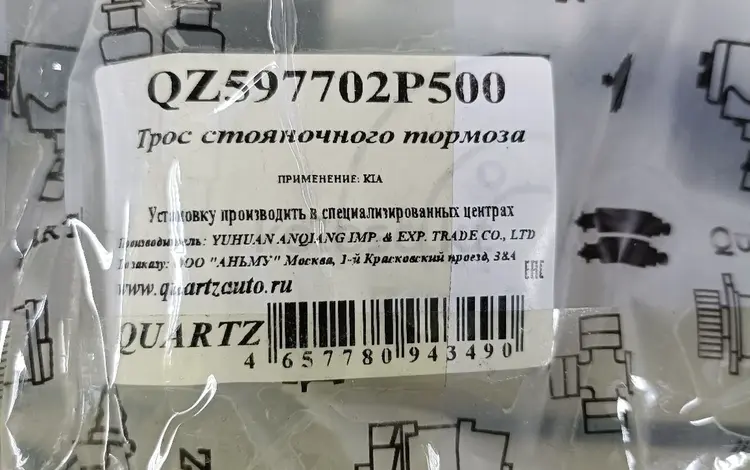 QZ597702P500
Трос стояночного тормоза
ПРИМЕНЕНИЕ: KIA
Установку производить в специализированных центрах
Производитель: YUHUAN ANQIANG IMP. & EXP. TRADE CO., LTD
По заказу: ООО "АНЬМУ" Москва, 1-й Красковский проезд, 38А
www.quartzauto.ru
EAC
QUARTZ
4 657780 943490